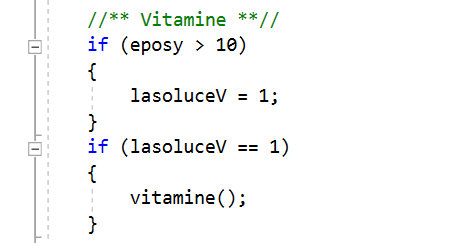 //** Vitamine **//
if (eposy > 10)
{
lasoluceV = 1;
}
if (lasoluceV == 1)
{
vitamine();
}